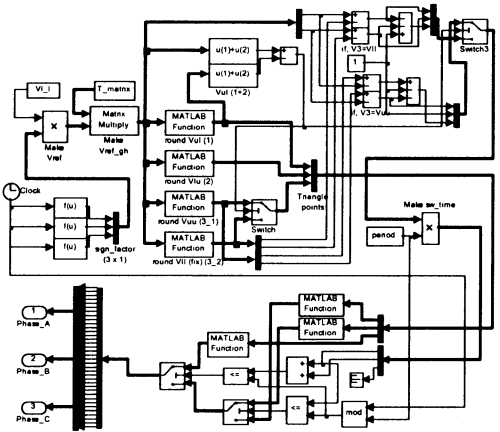 VI_I
T_matrix
u(1)+u(2)
u(1)+u(2)
Vul (1+2)
1
if, V3=Vll
Switch3
if, V3=Vuu
×
Make
Vref
Matrix
Multiply
Make
Vref_gh
MATLAB
Function
round Vul (1)
MATLAB
Function
round Vlu (2)
MATLAB
Function
round Vuu (3_1)
MATLAB
Function
round Vll (fix) (3_2)
Switch
Triangle
points
Clock
f(u)
f(u)
f(u)
sgn_factor
(3 x 1)
Make sw_time
period
×
1
Phase_A
2
Phase_B
3
Phase_C
MATLAB
Function
MATLAB
Function
MATLAB
Function
<=
<=
mod